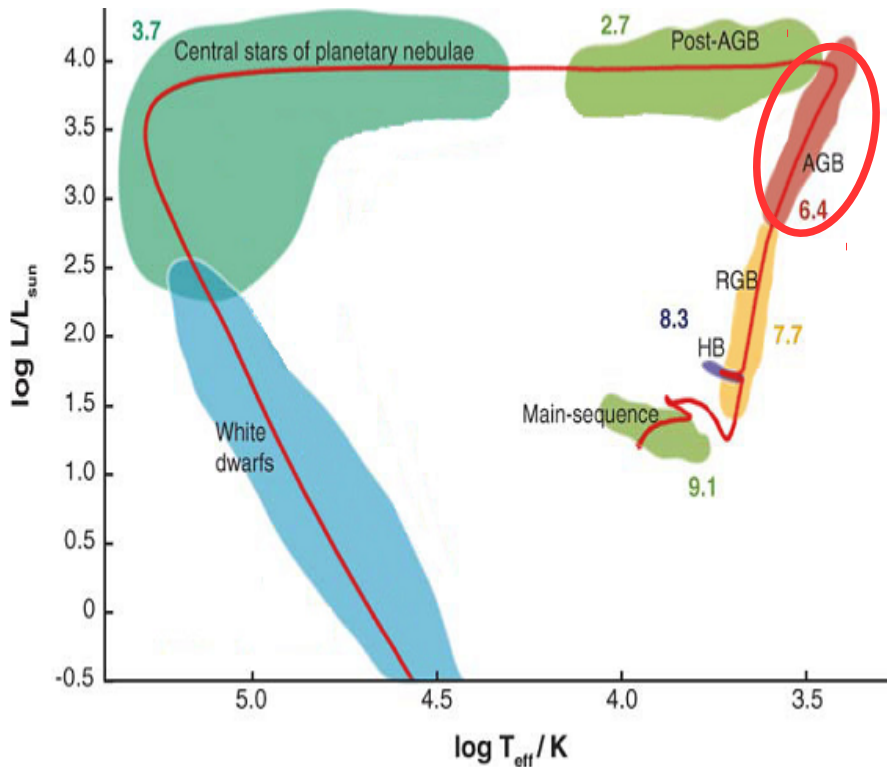 3.7
2.7
Central stars of planetary nebulae
Post-AGB
4.0
3.5
AGB
3.0
6.4
2.5
RGB
8.3
7.7
2.0
HB
1.5
Main-sequence
White
dwarfs
1.0
9.1
0.5
0
-0.5
5.0
4.5
4.0
3.5
log L/Lsun
log Teff / K